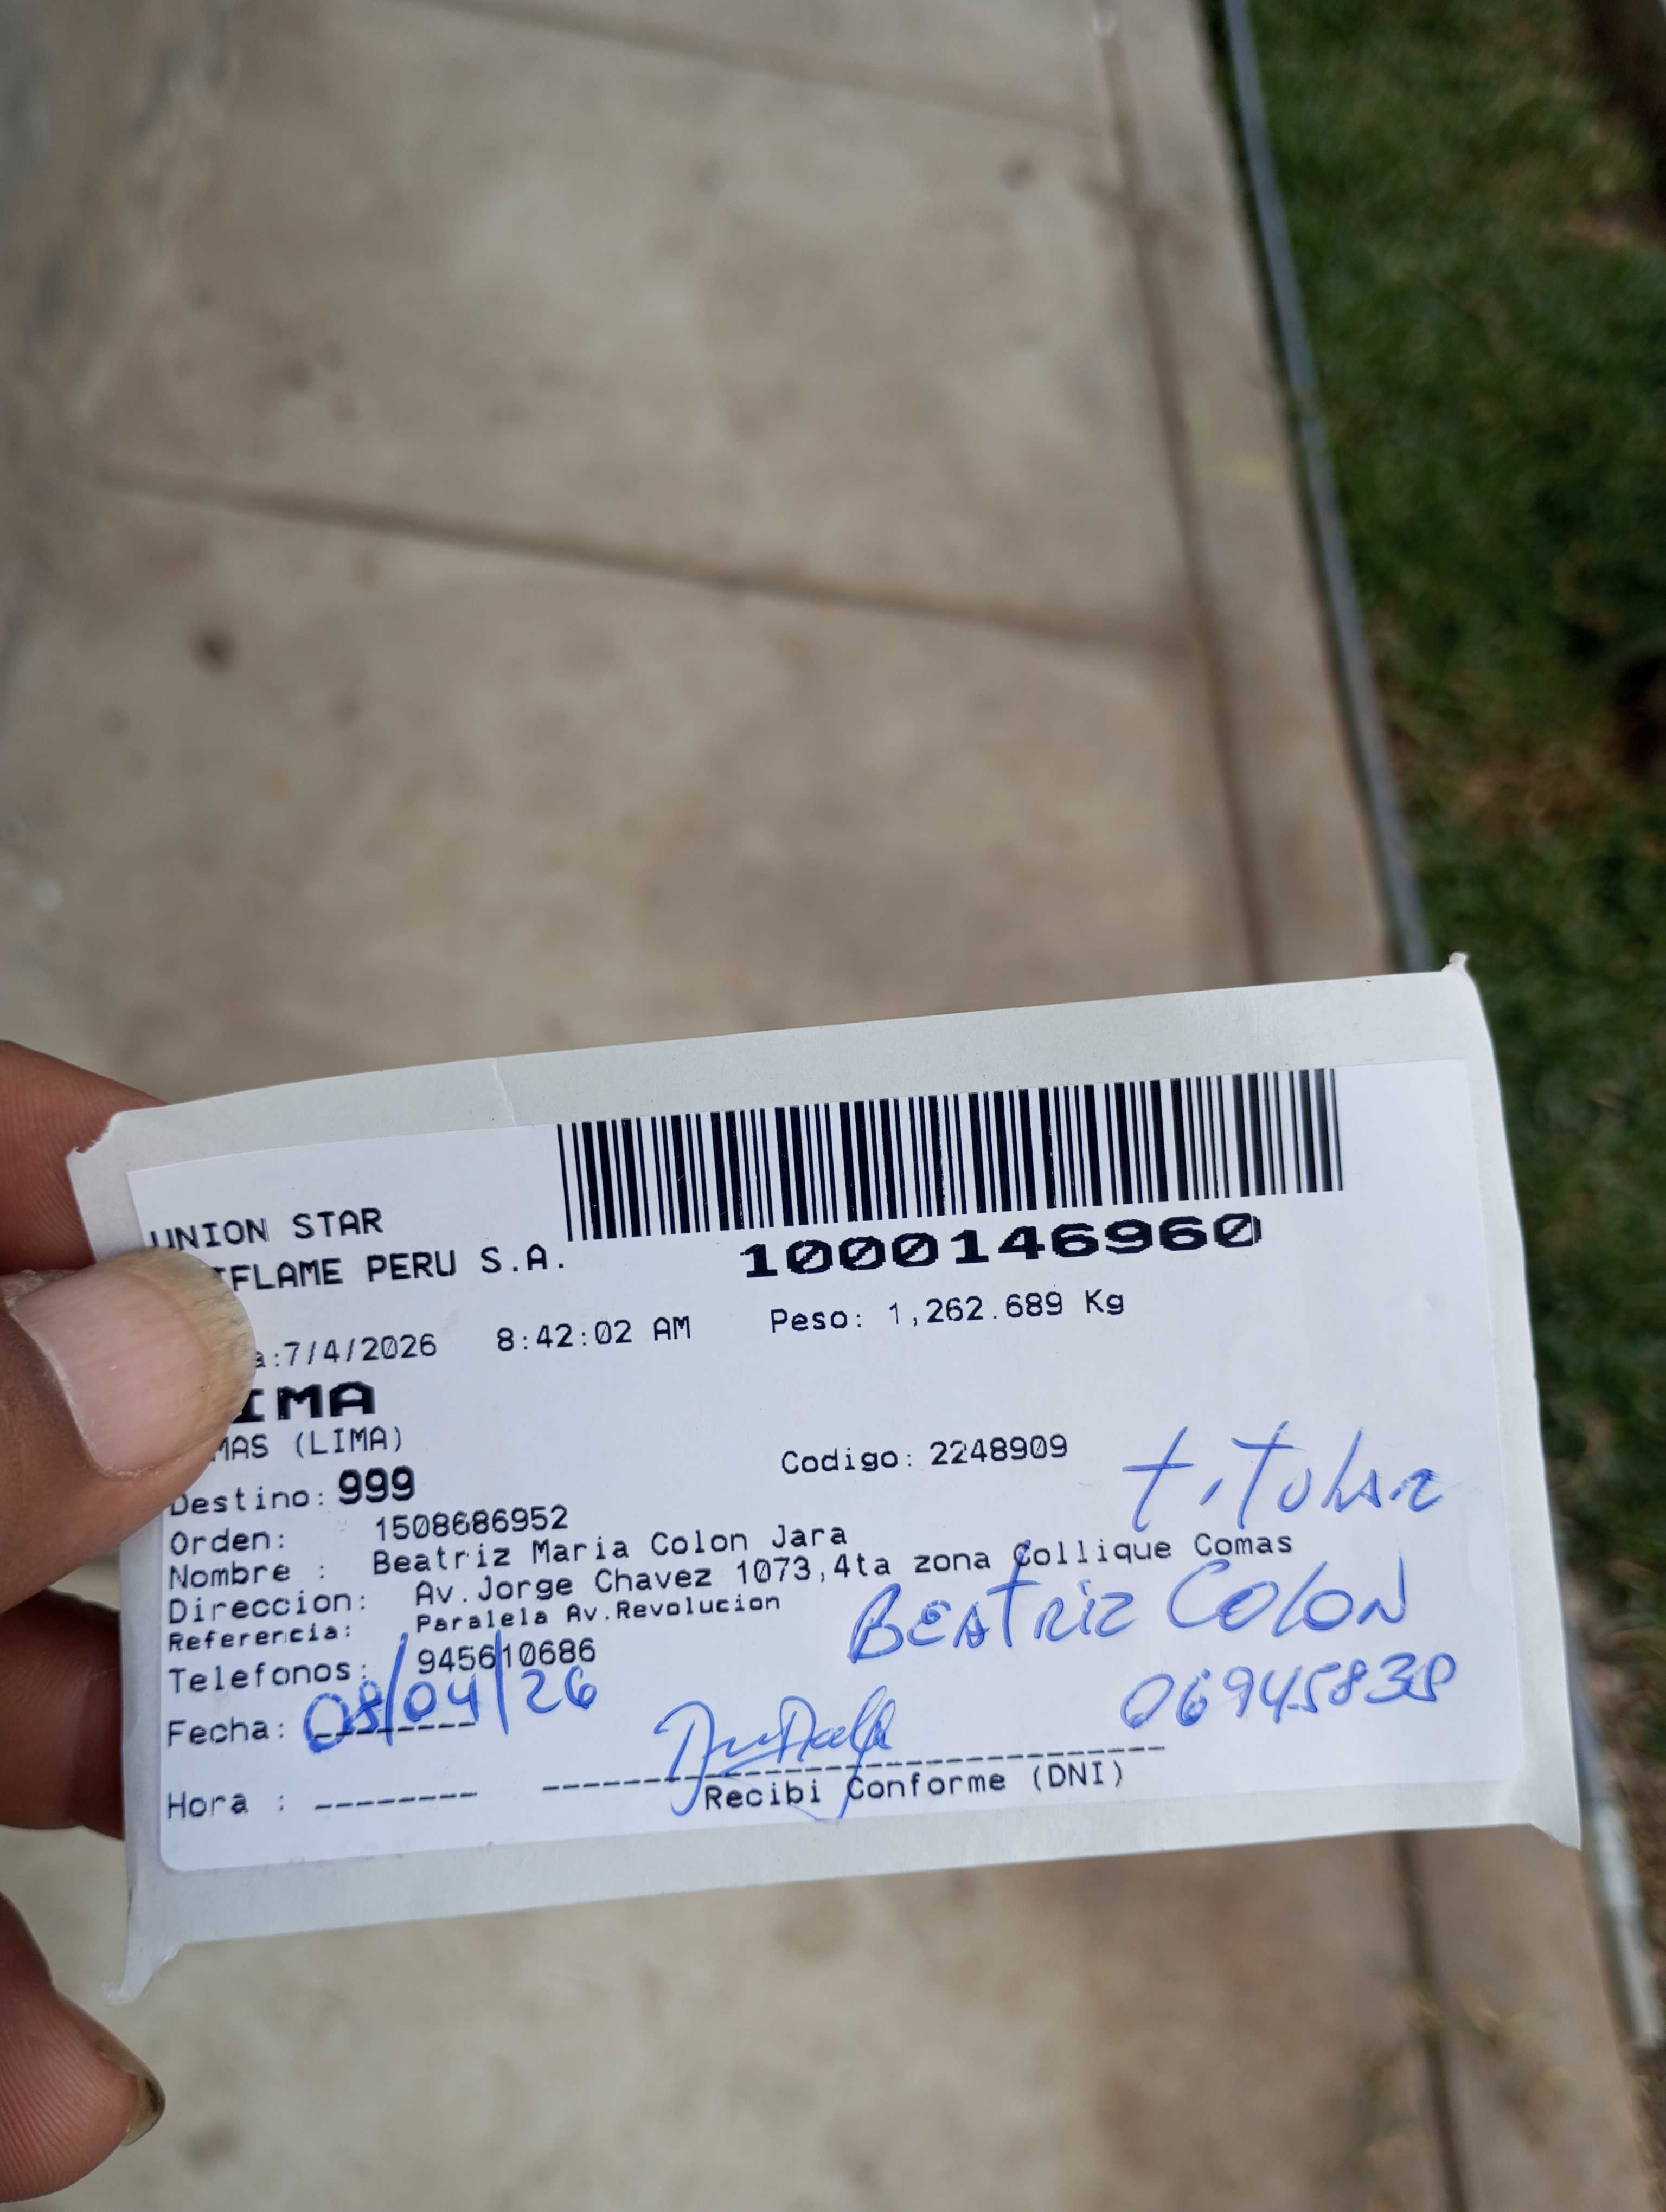 UNION STAR
IFLAME PERU S.A.
1000146960
a:7/4/2026 8:42:02 AM Peso: 1,262.689 Kg
IMA
MAS (LIMA)
Codigo: 2248909
Destino: 999
titular
Orden: 1508686952
Nombre : Beatriz Maria Colon Jara
Direccion: Av.Jorge Chavez 1073,4ta zona Collique Comas
Referencia: Paralela Av.Revolucion
BEATRIZ COLON
Telefonos: 945610686
Fecha: 08/04/26
06945838
Hora : --------
Recibi Conforme (DNI)